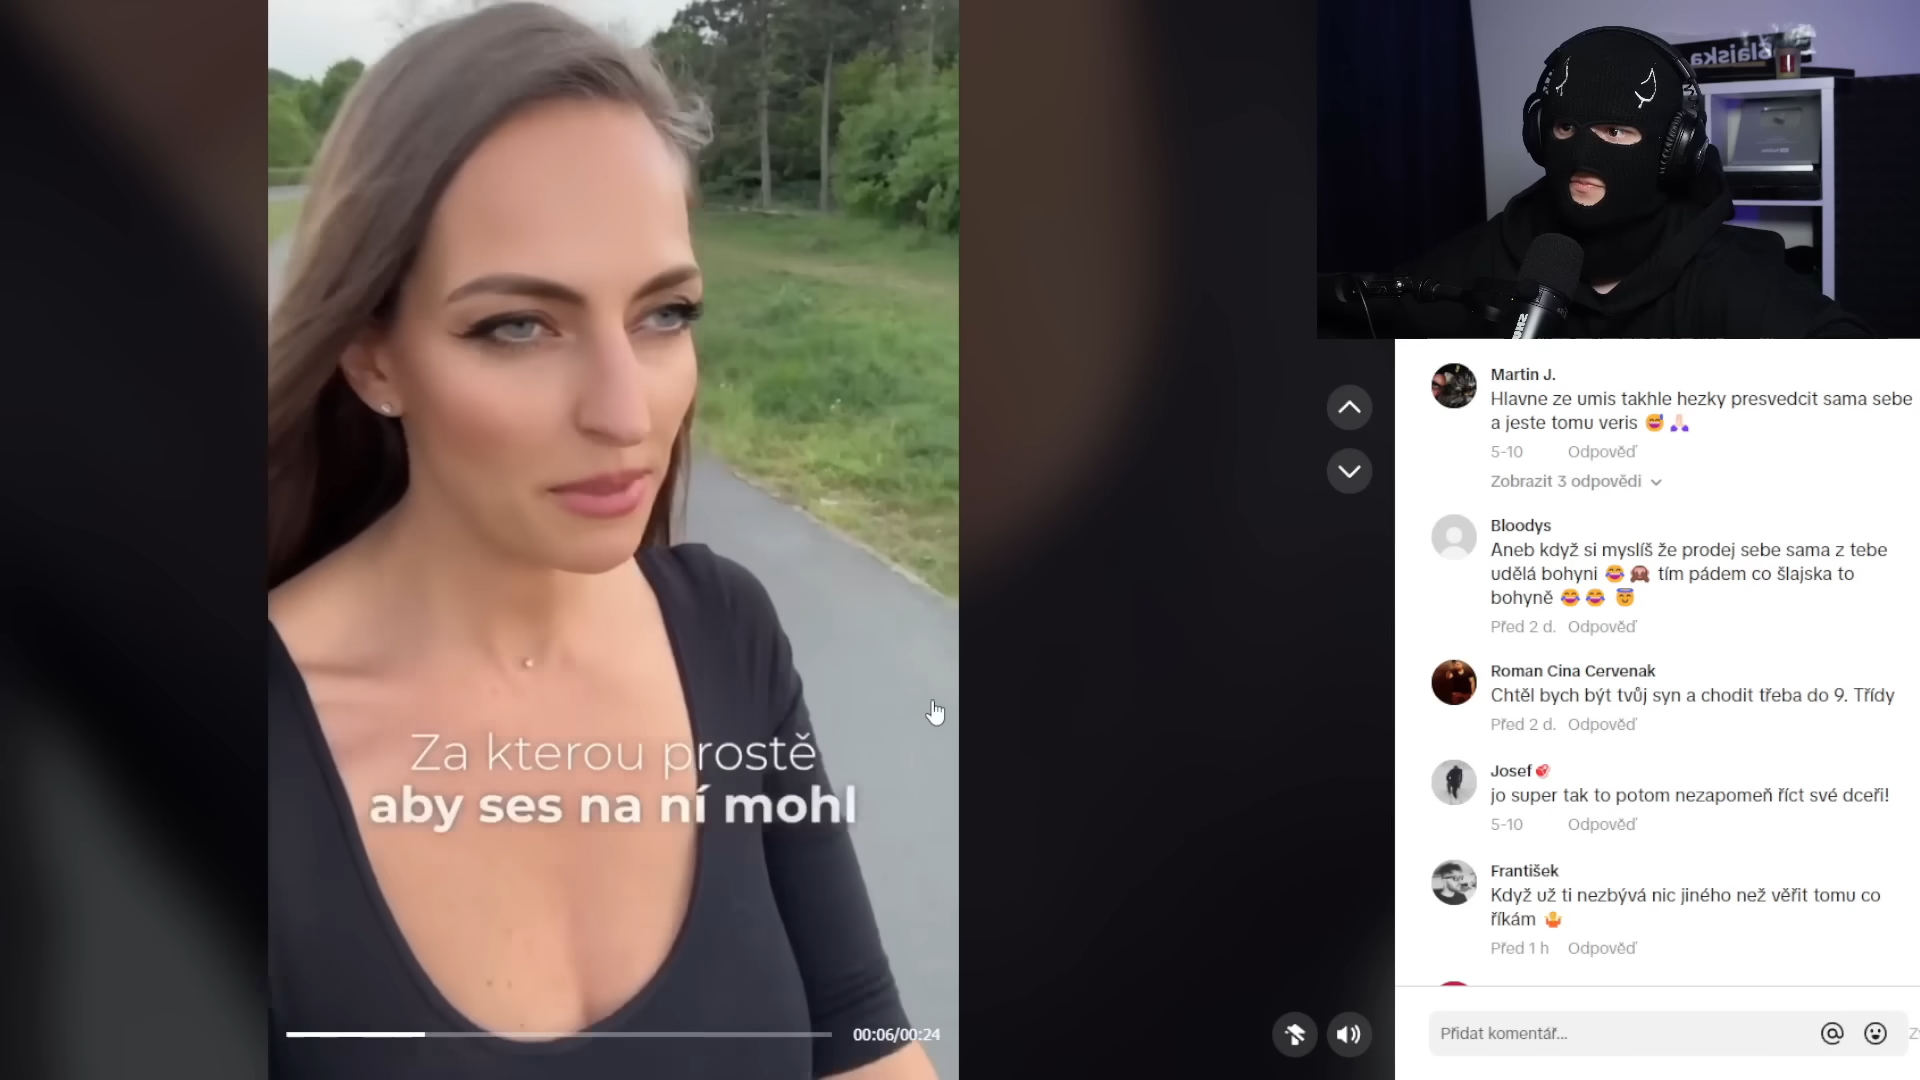 Šlajska
Za kterou prostě
aby ses na ní mohl
00:06/00:24
Martin J.
Hlavne ze umis takhle hezky presvedcit sama sebe
a jeste tomu veris 😅🙏🏻
5-10 Odpověď
Zobrazit 3 odpovědi
Bloodys
Aneb když si myslíš že prodej sebe sama z tebe
udělá bohyni 😂🙈 tím pádem co šlajska to
bohyně 😂😂 😇
Před 2 d. Odpověď
Roman Cina Cervenak
Chtěl bych být tvůj syn a chodit třeba do 9. Třídy
Před 2 d. Odpověď
Josef🥩
jo super tak to potom nezapomeň říct své dceři!
5-10 Odpověď
František
Když už ti nezbývá nic jiného než věřit tomu co
říkám 🤷
Před 1 h Odpověď
Přidat komentář...